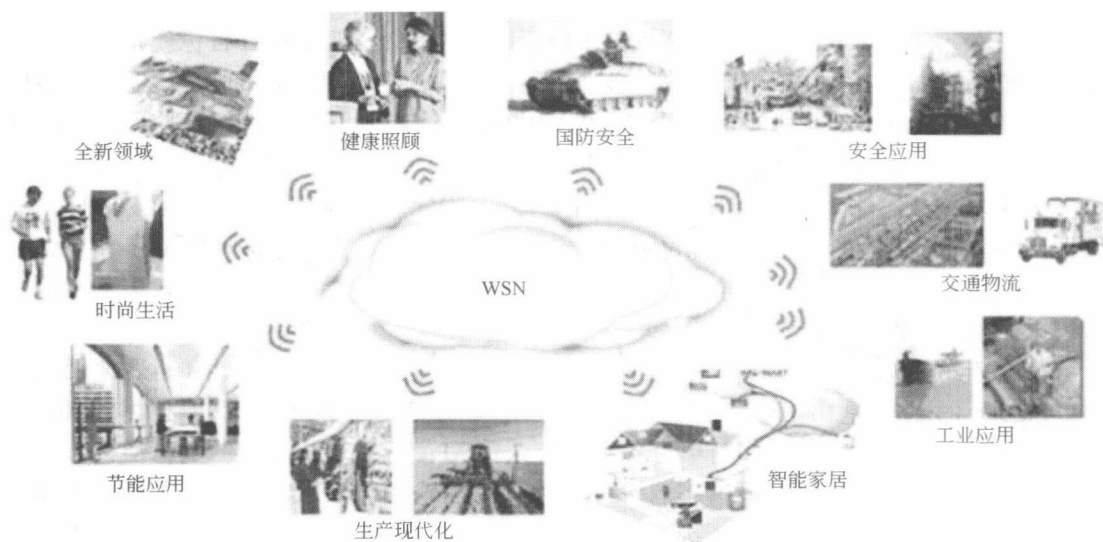 健康照顾
国防安全
安全应用
全新领域
交通物流
WSN
时尚生活
工业应用
智能家居
节能应用
生产现代化